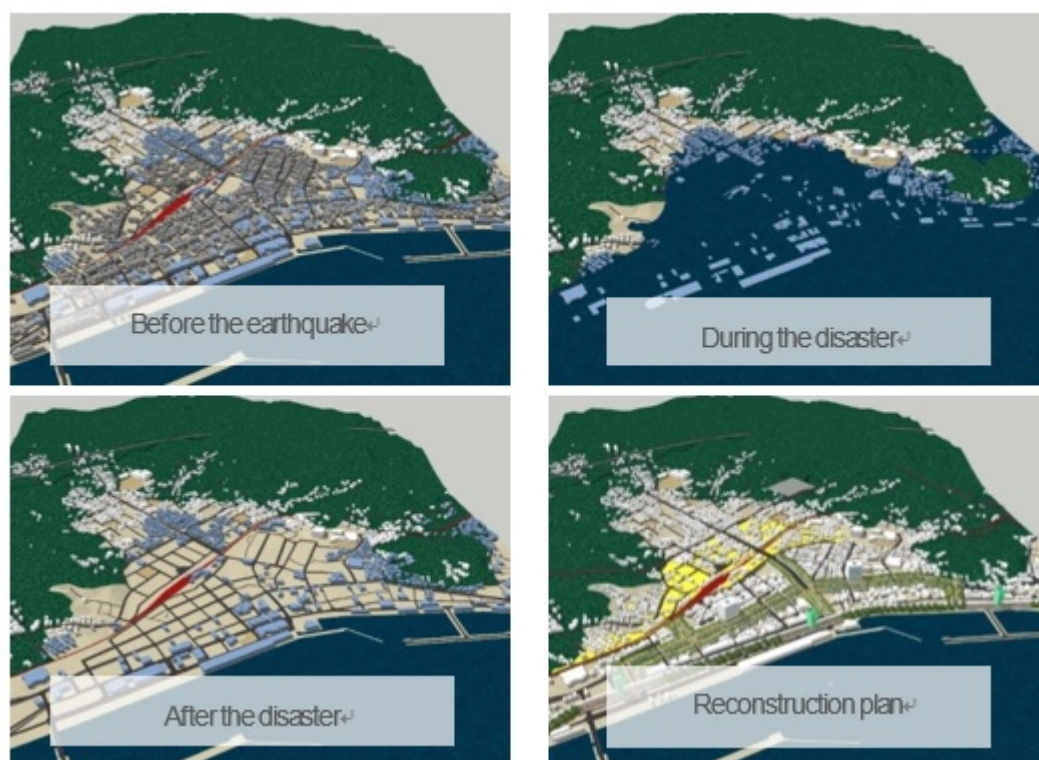 Before the earthquake↵
During the disaster↵
After the disaster↵
Reconstruction plan↵